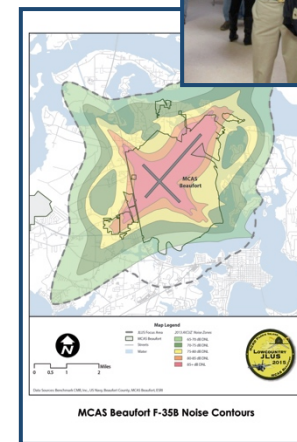 MCAS
Beaufort
Map Legend
JLUS Focus Area
MCAS Beaufort
Streets
Water
2013 AICUZ Noise Zones
65-70 dB DNL
70-75 dB DNL
75-80 dB DNL
80-85 dB DNL
85+ dB DNL
N
0 0.5 1 2
Miles
LOWCOUNTRY
JLUS
2015
MCAS Beaufort F-35B Noise Contours